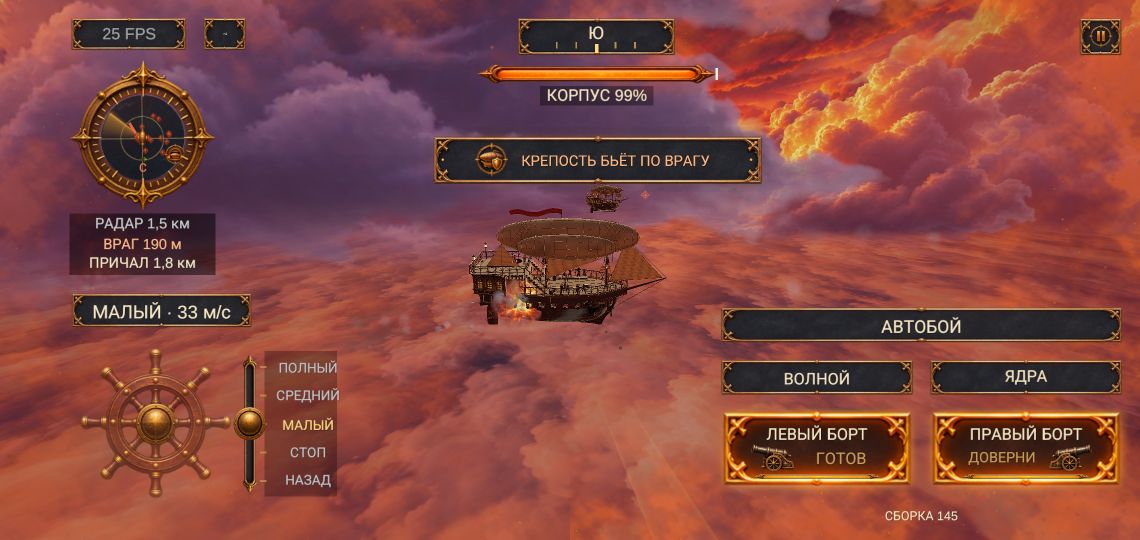 25 FPS
Ю
КОРПУС 99%
КРЕПОСТЬ БЬЁТ ПО ВРАГУ
С
РАДАР 1,5 км
ВРАГ 190 м
ПРИЧАЛ 1,8 км
МАЛЫЙ · 33 м/с
ПОЛНЫЙ
СРЕДНИЙ
МАЛЫЙ
СТОП
НАЗАД
АВТОБОЙ
ВОЛНОЙ
ЯДРА
ЛЕВЫЙ БОРТ
ГОТОВ
ПРАВЫЙ БОРТ
ДОВЕРНИ
СБОРКА 145